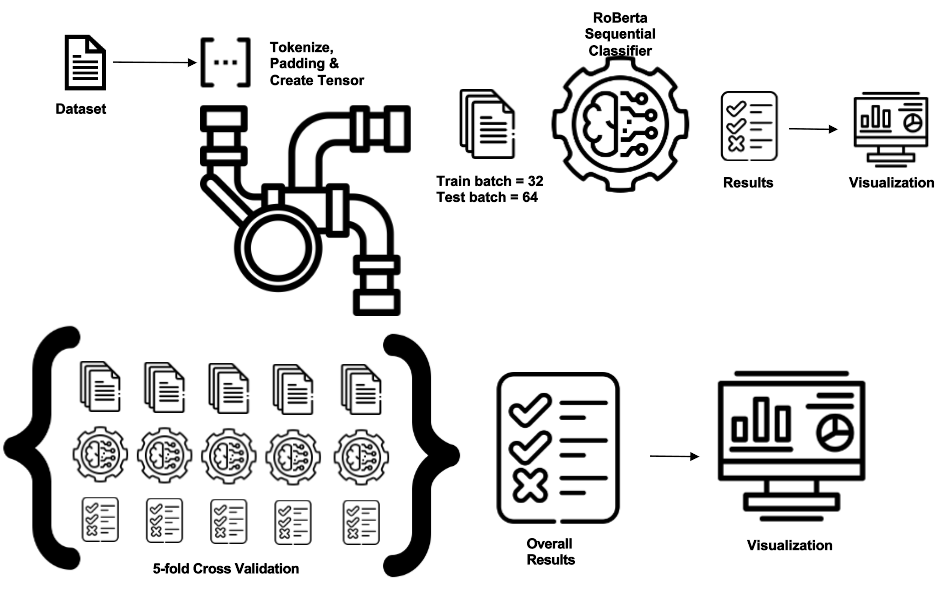 Dataset
Tokenize,
Padding &
Create Tensor
RoBerta
Sequential
Classifier
Train batch = 32
Test batch = 64
Results
Visualization
5-fold Cross Validation
Overall
Results
Visualization